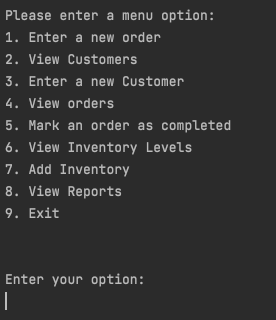 Please enter a menu option:
1. Enter a new order
2. View Customers
3. Enter a new Customer
4. View orders
5. Mark an order as completed
6. View Inventory Levels
7. Add Inventory
8. View Reports
9. Exit
Enter your option: